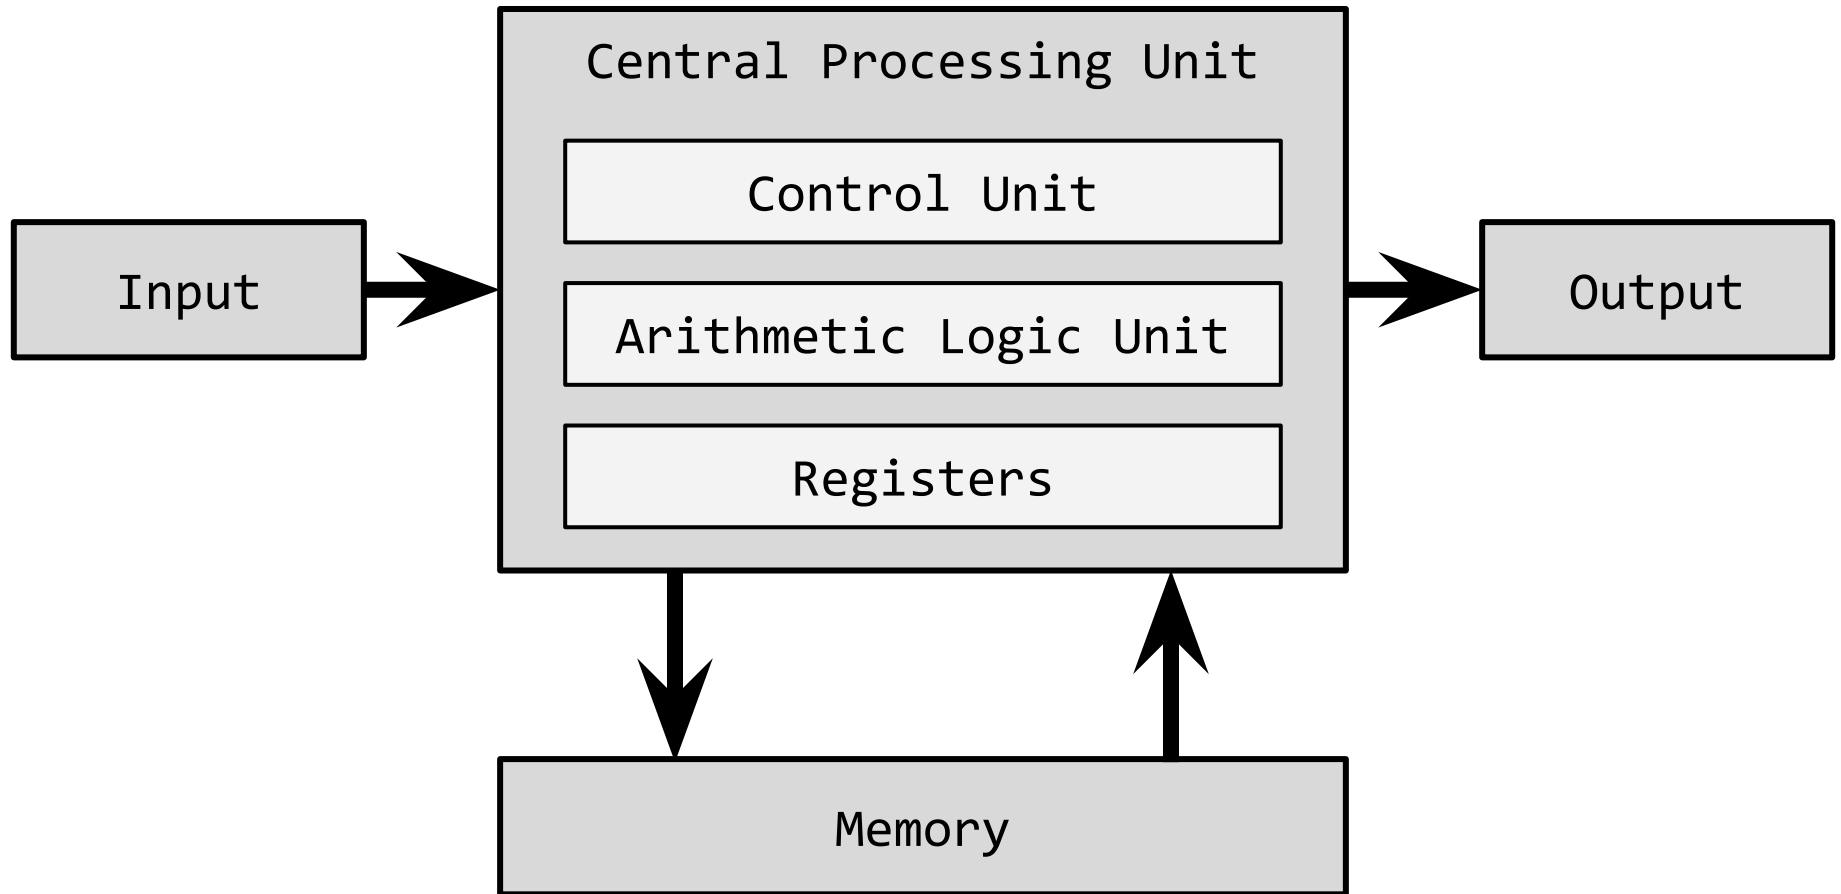 Central Processing Unit
Control Unit
Input
Arithmetic Logic Unit
Output
Registers
Memory